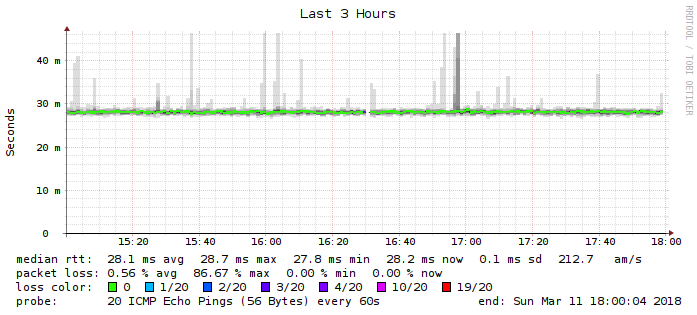 Last 3 Hours
RRDTOOL / TOBI OETIKER
Seconds
40 m
30 m
20 m
10 m
0
15:20 15:40 16:00 16:20 16:40 17:00 17:20 17:40 18:00
median rtt: 28.1 ms avg 28.7 ms max 27.8 ms min 28.2 ms now 0.1 ms sd 212.7 am/s
packet loss: 0.56 % avg 86.67 % max 0.00 % min 0.00 % now
loss color: 0 1/20 2/20 3/20 4/20 10/20 19/20
probe: 20 ICMP Echo Pings (56 Bytes) every 60s end: Sun Mar 11 18:00:04 2018